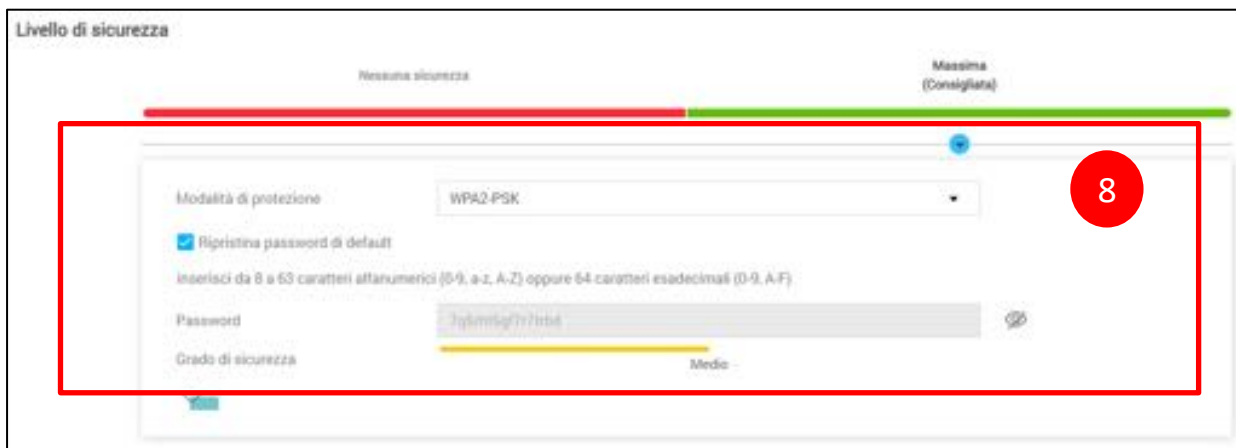 Livello di sicurezza
Nessuna sicurezza
Massima
(Consigliata)
8
Modalità di protezione
WPA2-PSK
Ripristina password di default
inserisci da 8 a 63 caratteri alfanumerici (0-9, a-z, A-Z) oppure 64 caratteri esadecimali (0-9, A-F)
Password
Grado di sicurezza
Medio